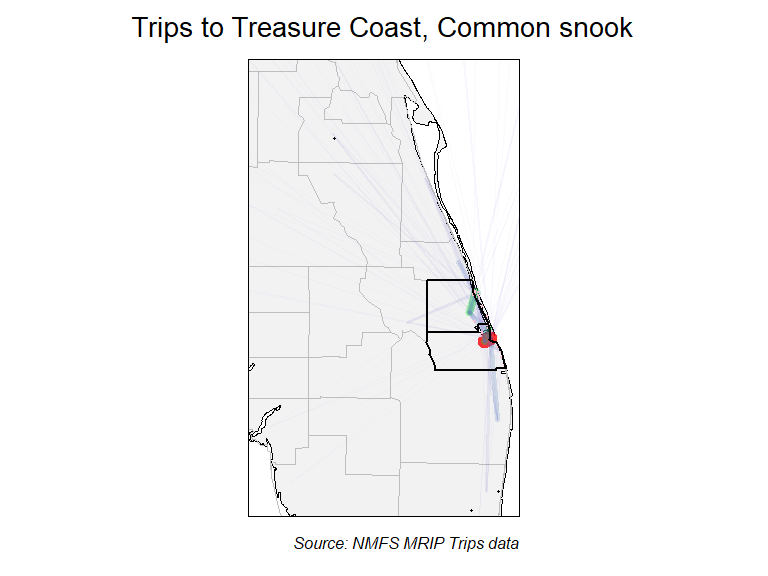 Trips to Treasure Coast, Common snook
Source: NMFS MRIP Trips data